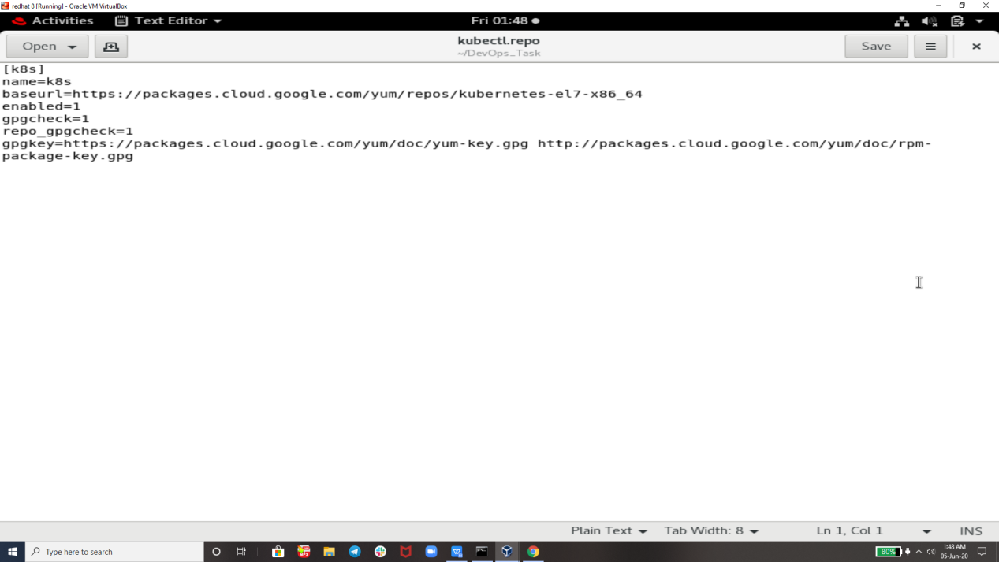 redhat 8 [Running] - Oracle VM VirtualBox
Activities Text Editor Fri 01:48
Open kubectl.repo Save
~/DevOps_Task
[k8s]
name=k8s
baseurl=https://packages.cloud.google.com/yum/repos/kubernetes-el7-x86_64
enabled=1
gpgcheck=1
repo_gpgcheck=1
gpgkey=https://packages.cloud.google.com/yum/doc/yum-key.gpg http://packages.cloud.google.com/yum/doc/rpm-
package-key.gpg
Plain Text Tab Width: 8 Ln 1, Col 1 INS
Type here to search 80% 1:48 AM
05-Jun-20